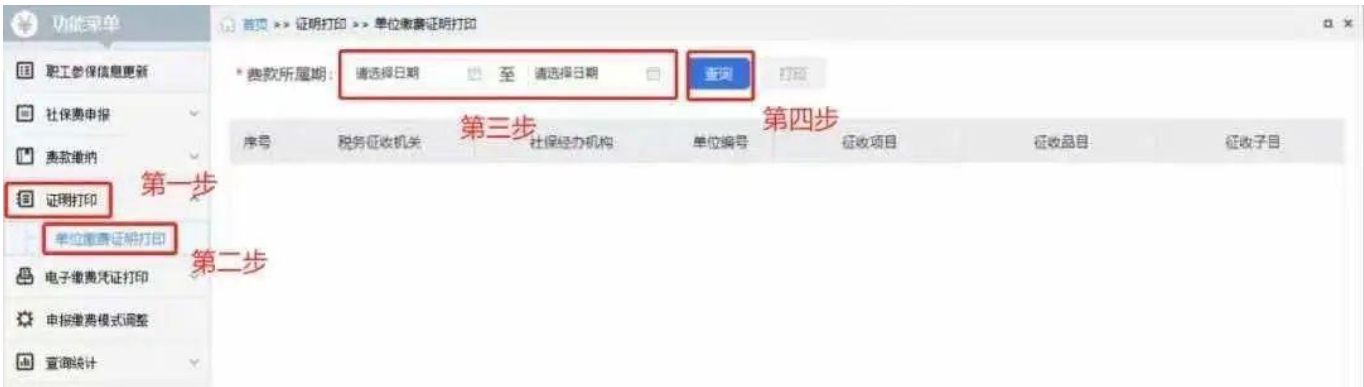 功能菜单
首页 >> 证明打印 >> 单位缴费证明打印
职工参保信息更新
* 费款所属期: 请选择日期 至 请选择日期 查询 打印
社保费申报
第三步 第四步
序号 税务征收机关 社保经办机构 单位编号 征收项目 征收品目 征收子目
费款缴纳
第一步
证明打印
单位缴费证明打印
第二步
电子缴费凭证打印
申报缴费模式调整
查询统计